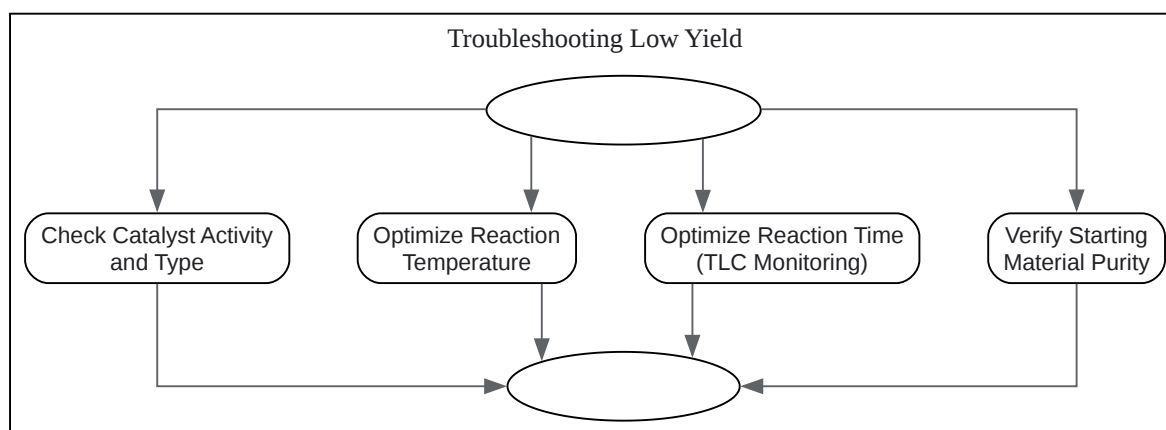 Troubleshooting Low Yield
Check Catalyst Activity
and Type
Optimize Reaction
Temperature
Optimize Reaction Time
(TLC Monitoring)
Verify Starting
Material Purity